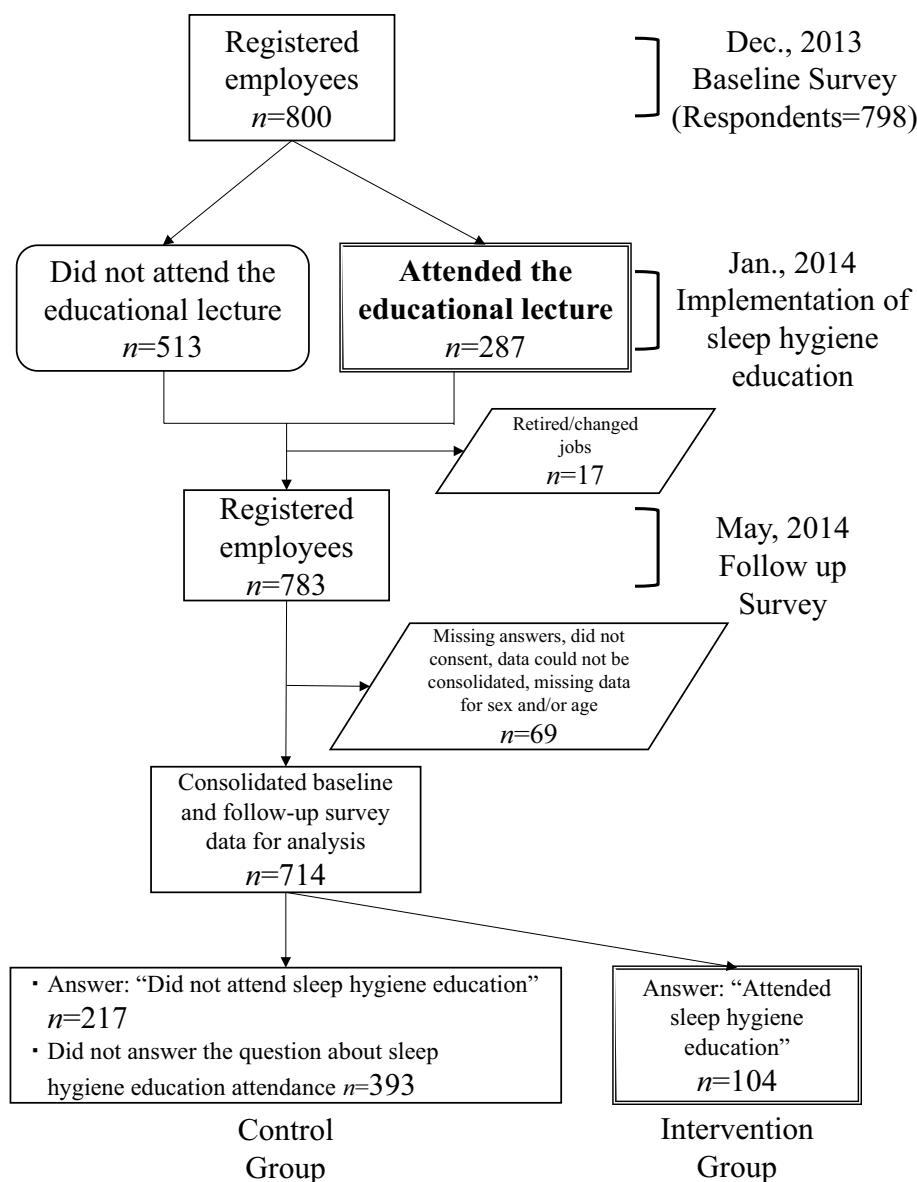 Registered
employees
n=800
Dec., 2013
Baseline Survey
(Respondents=798)
Did not attend the
educational lecture
n=513
Attended the
educational lecture
n=287
Jan., 2014
Implementation of
sleep hygiene
education
Retired/changed
jobs
n=17
Registered
employees
n=783
May, 2014
Follow up
Survey
Missing answers, did not
consent, data could not be
consolidated, missing data
for sex and/or age
n=69
Consolidated baseline
and follow-up survey
data for analysis
n=714
・Answer: “Did not attend sleep hygiene education”
n=217
・Did not answer the question about sleep
hygiene education attendance n=393
Answer: “Attended
sleep hygiene
education”
n=104
Control
Group
Intervention
Group